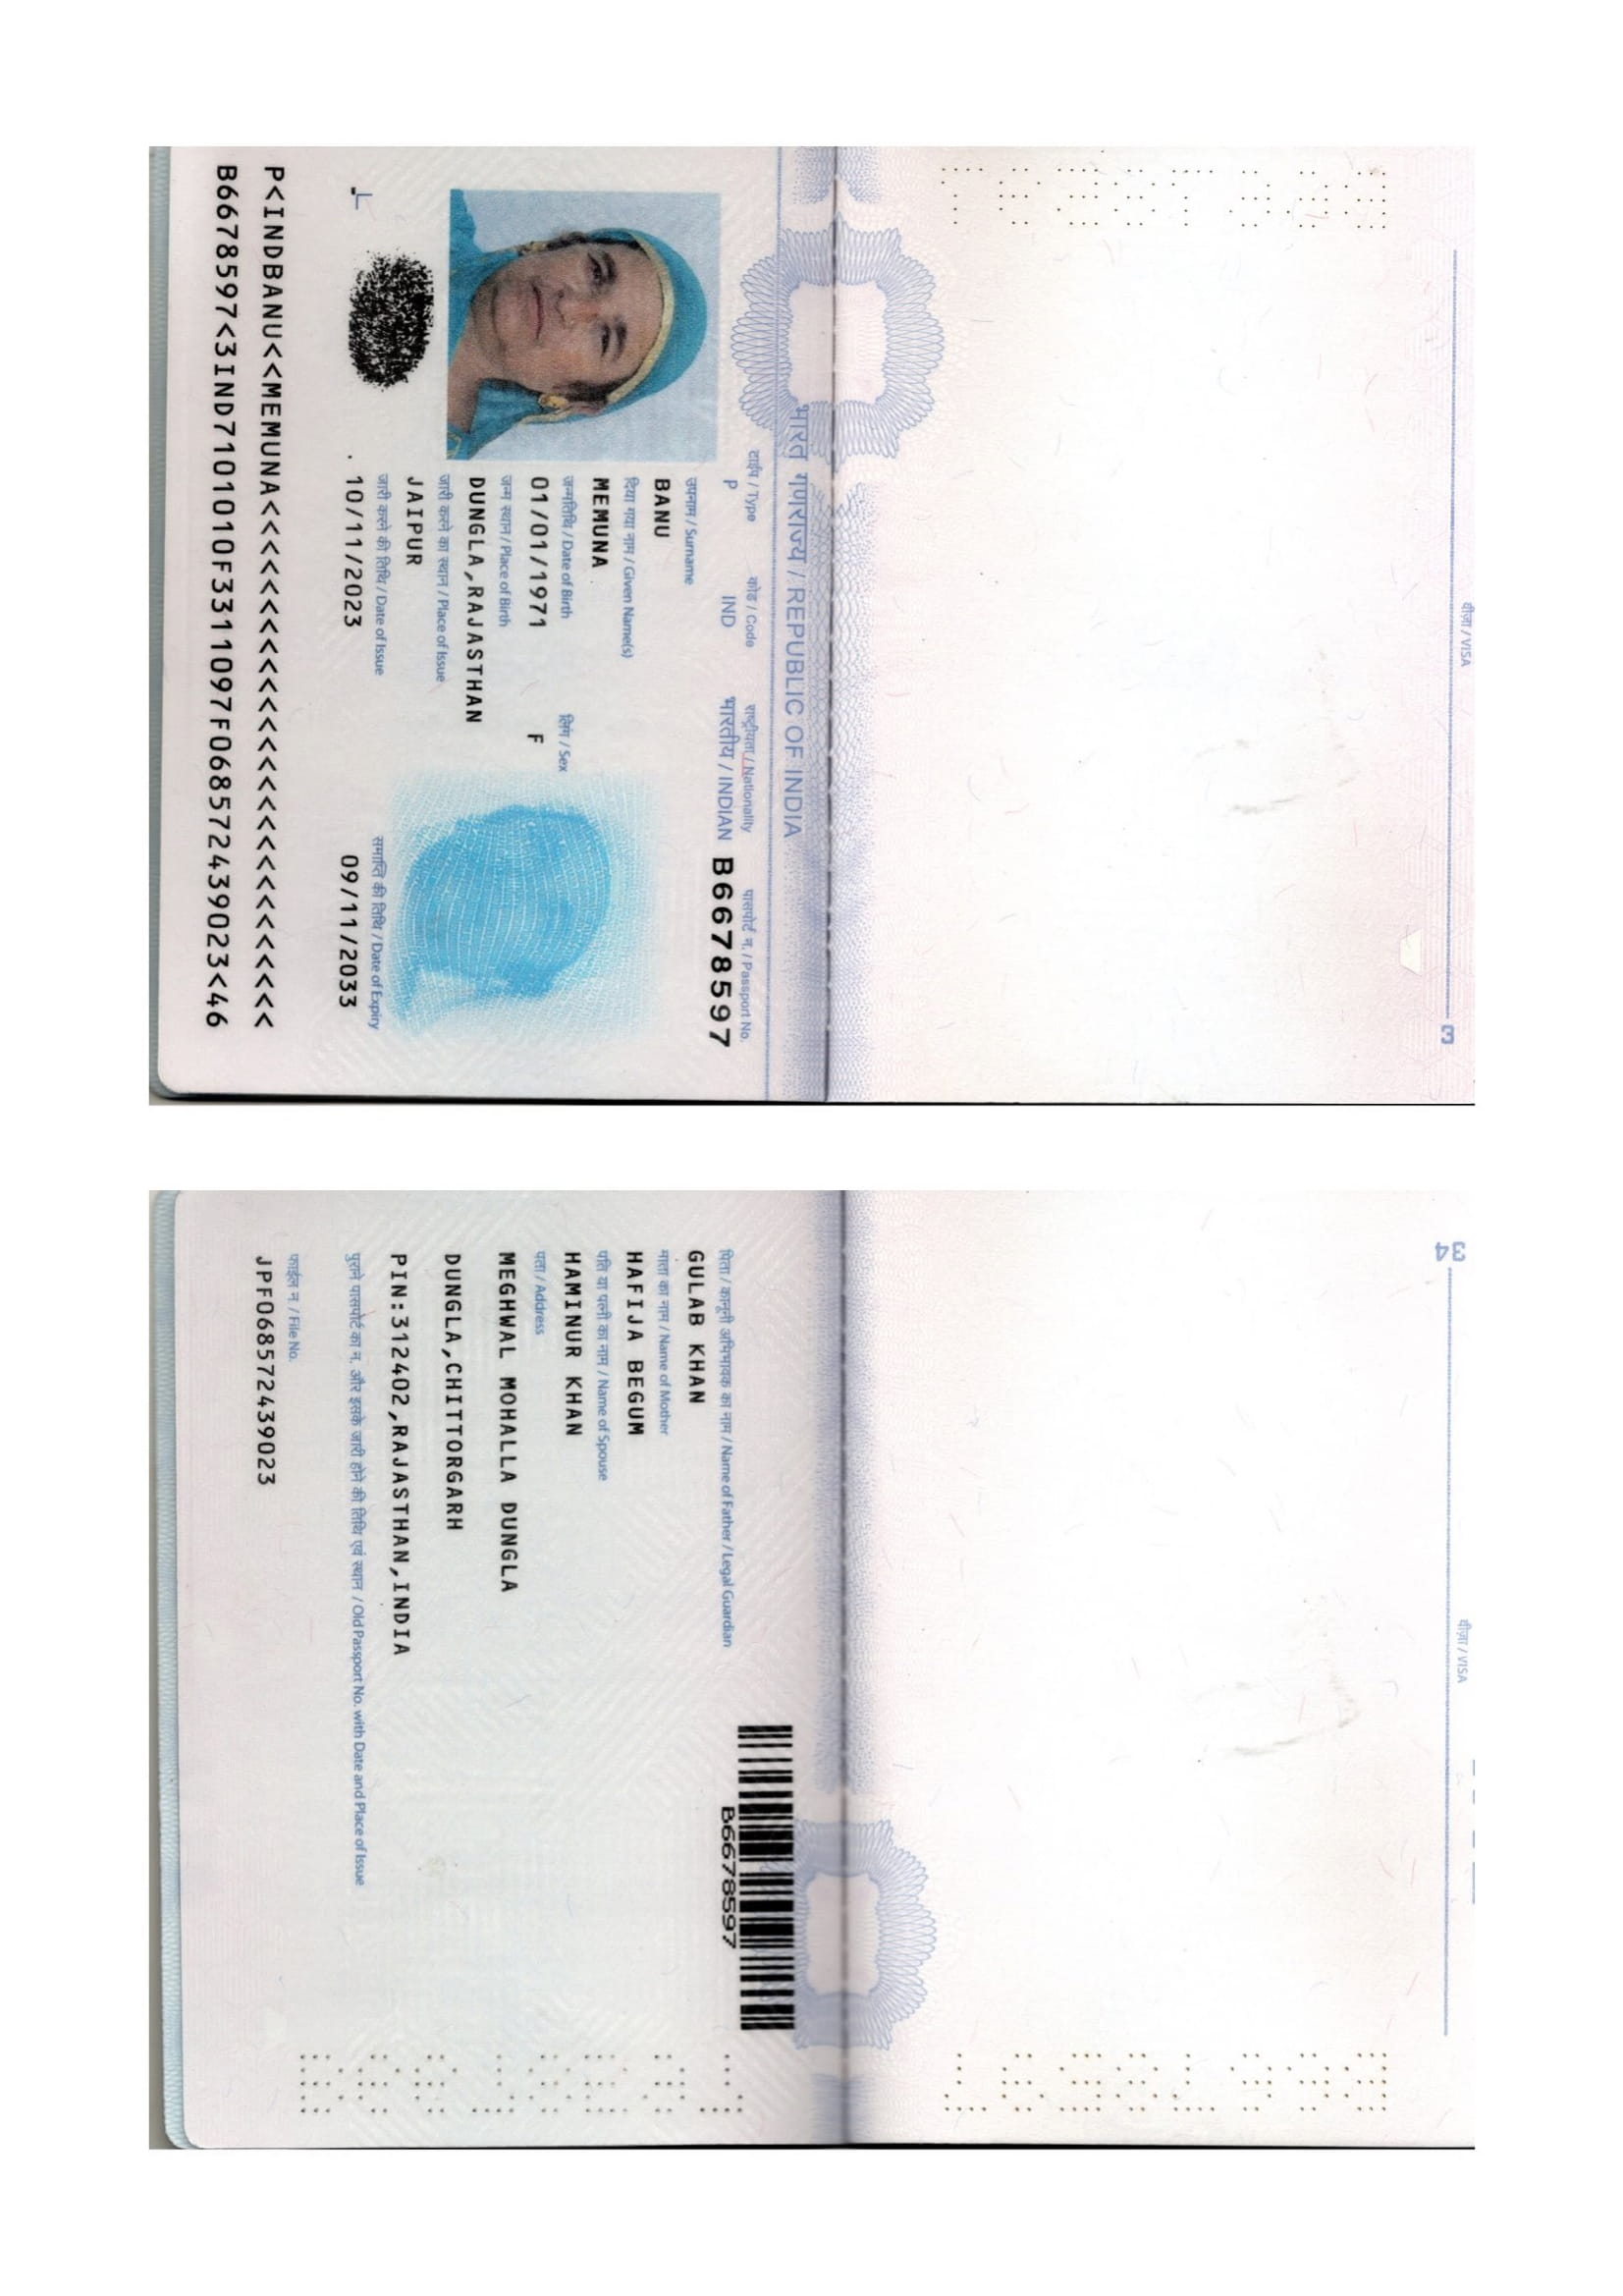 वीज़ा / VISA
3
भारत गणराज्य / REPUBLIC OF INDIA
टाईप / Type
कोड / Code
राष्ट्रीयता / Nationality
पासपोर्ट न. / Passport No.
P
IND
भारतीय / INDIAN
B6678597
उपनाम / Surname
BANU
दिया गया नाम / Given Name(s)
MEMUNA
जन्मतिथि / Date of Birth
लिंग / Sex
01/01/1971
F
जन्म स्थान / Place of Birth
DUNGLA,RAJASTHAN
जारी करने का स्थान / Place of Issue
JAIPUR
जारी करने की तिथि / Date of Issue
समाप्ति की तिथि / Date of Expiry
10/11/2023
09/11/2033
P<INDBANU<<MEMUNA<<<<<<<<<<<<<<<<<<<<<<<<<<<
B6678597<3IND7101010F3311097F068572439023<46
34
वीज़ा / VISA
B6678597
B6678597
पिता / कानूनी अभिभावक का नाम / Name of Father / Legal Guardian
GULAB KHAN
माता का नाम / Name of Mother
HAFIJA BEGUM
पति या पत्नी का नाम / Name of Spouse
HAMINUR KHAN
पता / Address
MEGHWAL MOHALLA DUNGLA
DUNGLA,CHITTORGARH
PIN:312402,RAJASTHAN,INDIA
पुराने पासपोर्ट का न. और इसके जारी होने की तिथि एवं स्थान / Old Passport No. with Date and Place of Issue
फाईल न. / File No.
JPF068572439023